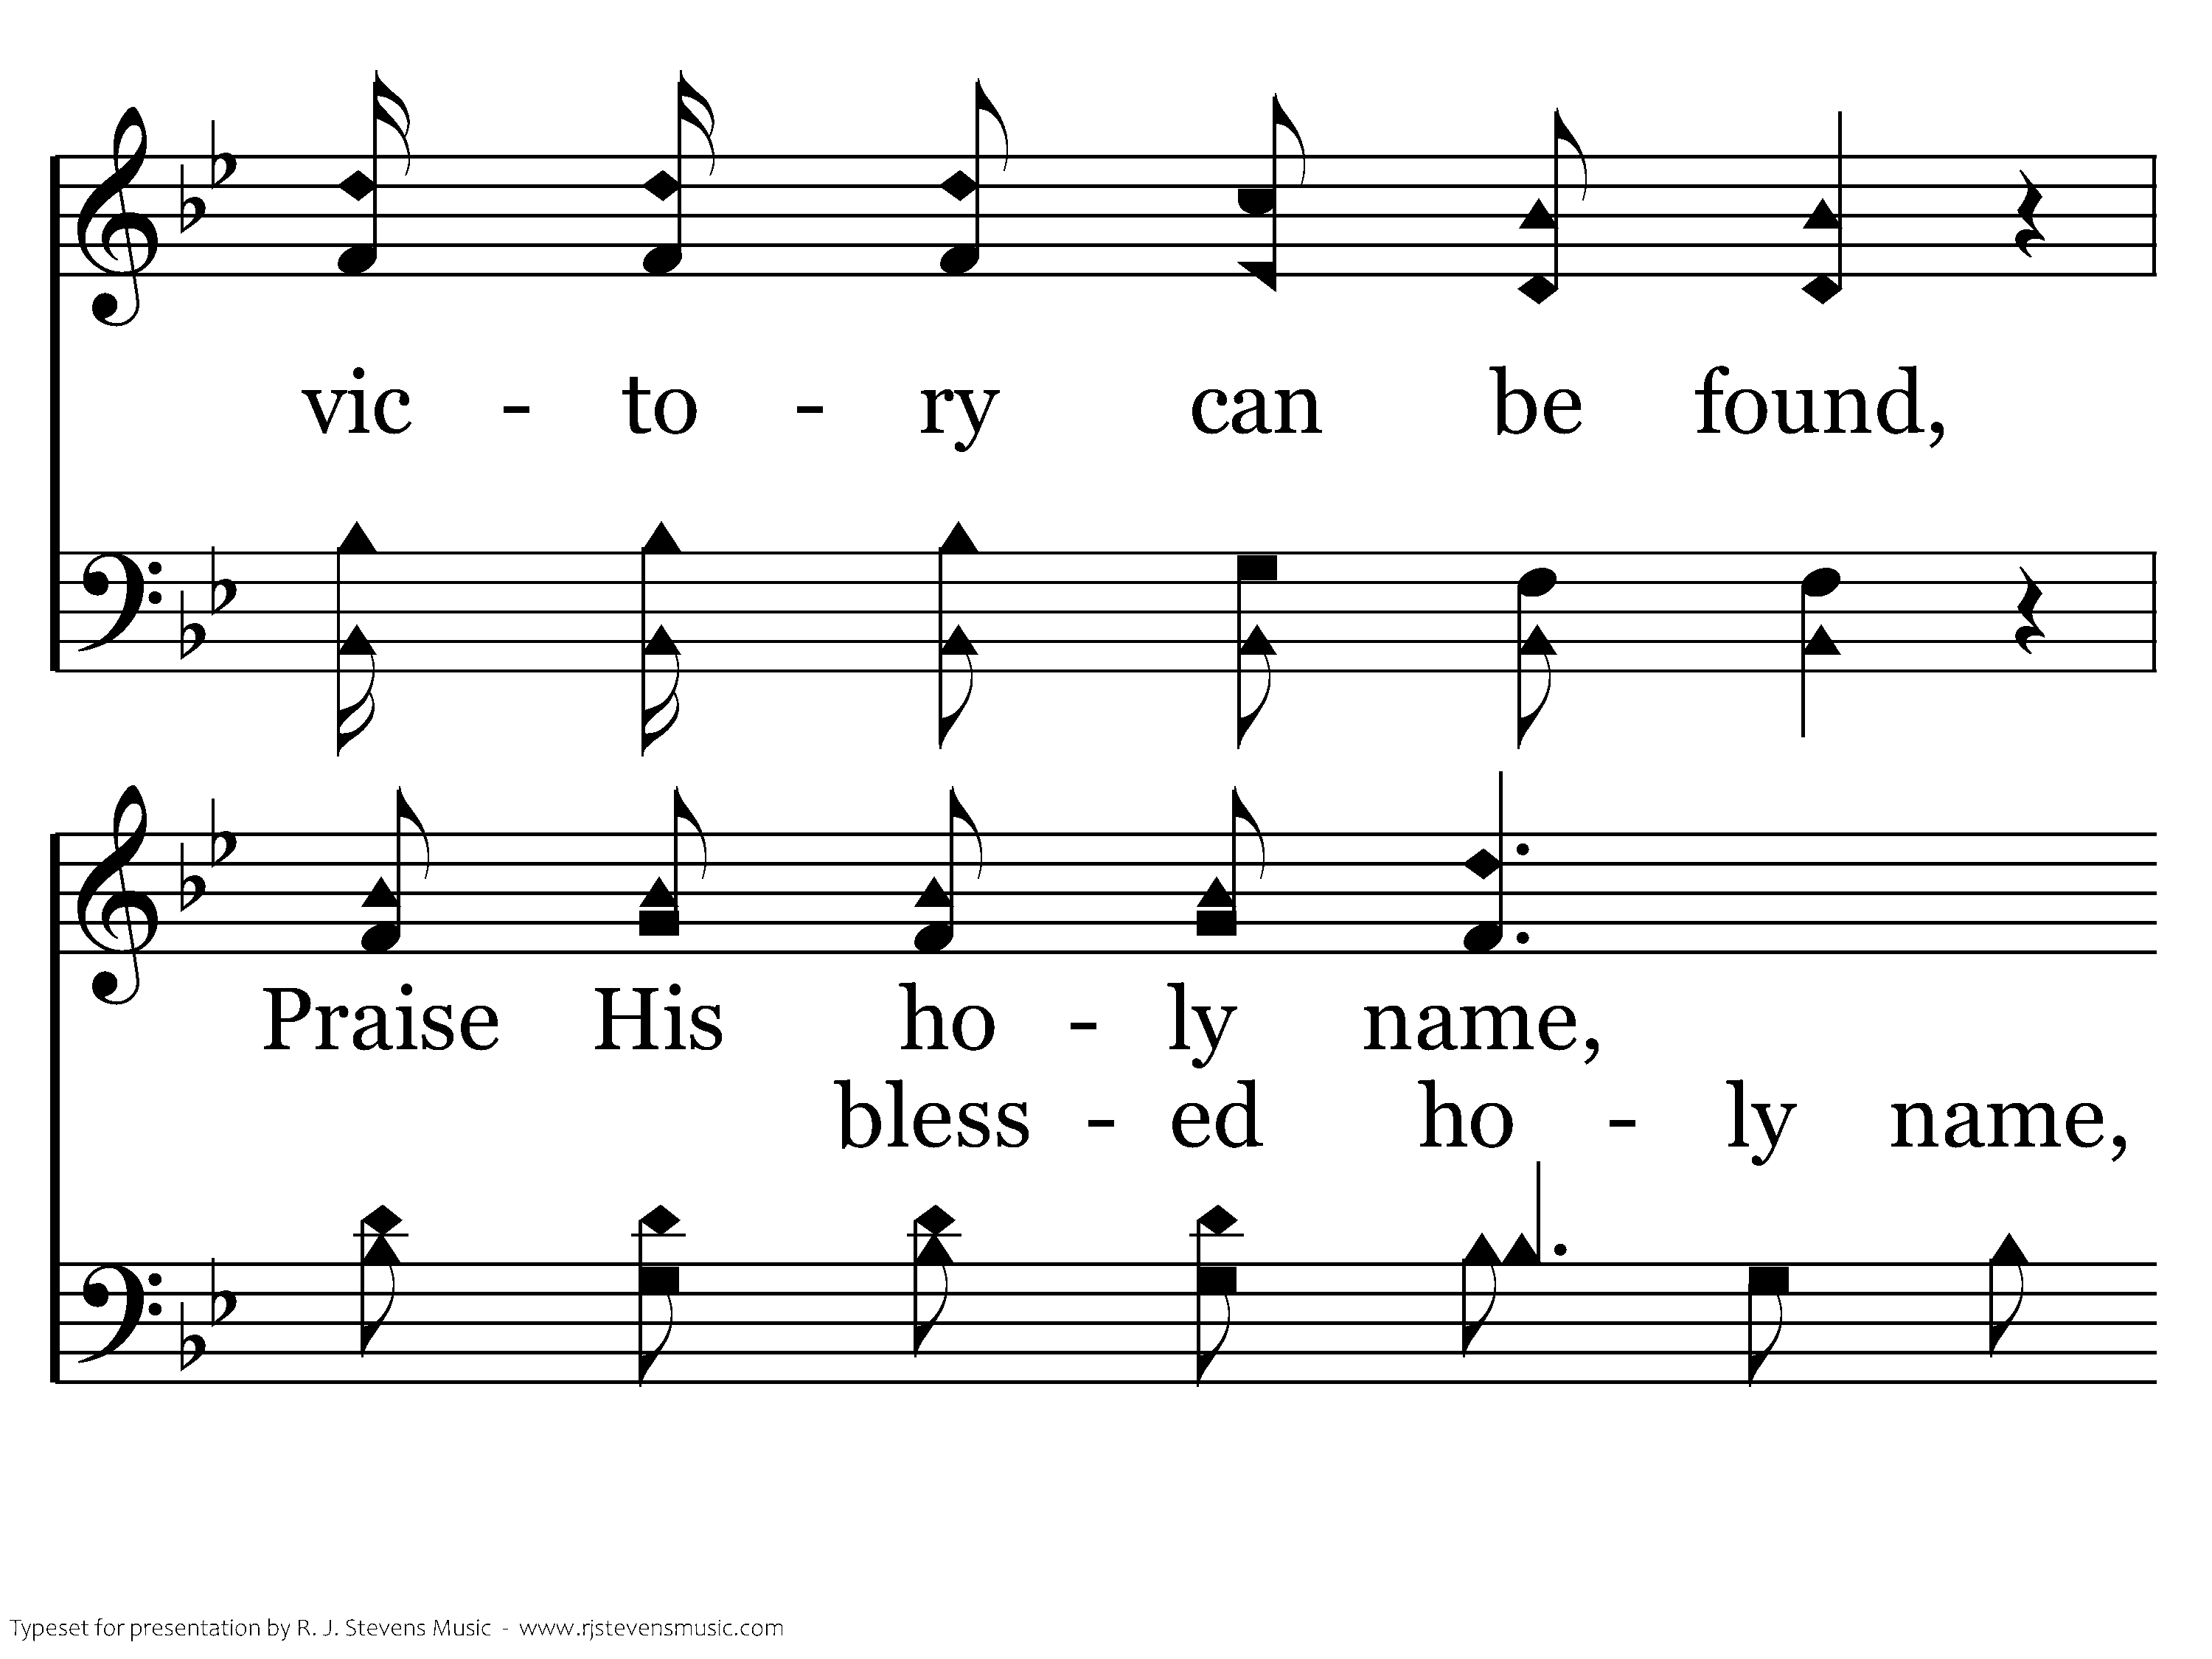 vic - to - ry can be found,
Praise His ho - ly name,
bless - ed ho - ly name,
Typeset for presentation by R. J. Stevens Music - www.rjstevensmusic.com